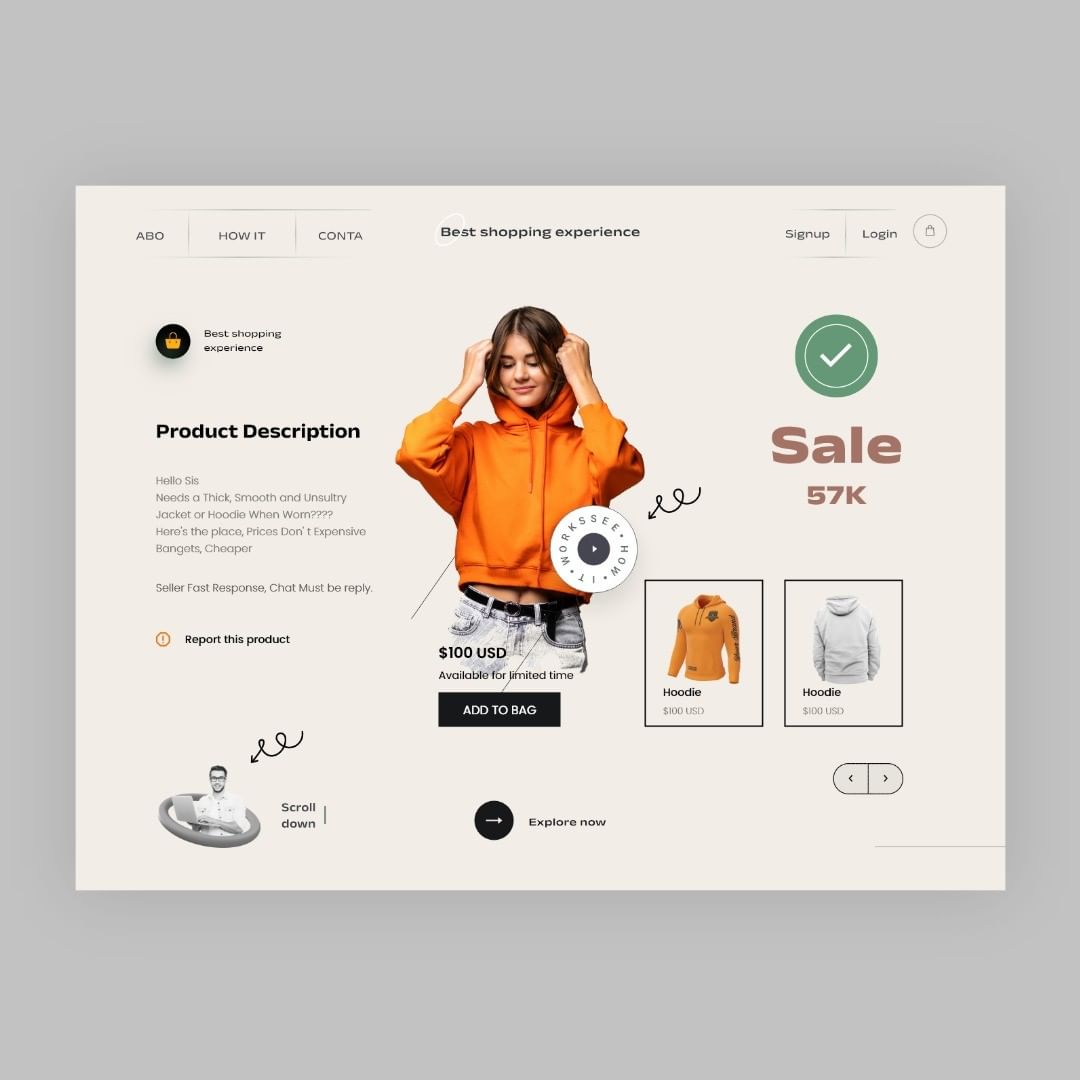 ABO
HOW IT
CONTA
Best shopping experience
Signup
Login
Best shopping
experience
Product Description
Hello Sis
Needs a Thick, Smooth and Unsultry
Jacket or Hoodie When Worn????
Here's the place, Prices Don' t Expensive
Bangets, Cheaper
Seller Fast Response, Chat Must be reply.
Report this product
Sale
57K
WORKSSEE • HOW IT •
$100 USD
Available for limited time
ADD TO BAG
Hoodie
$100 USD
Hoodie
$100 USD
Scroll
down
Explore now